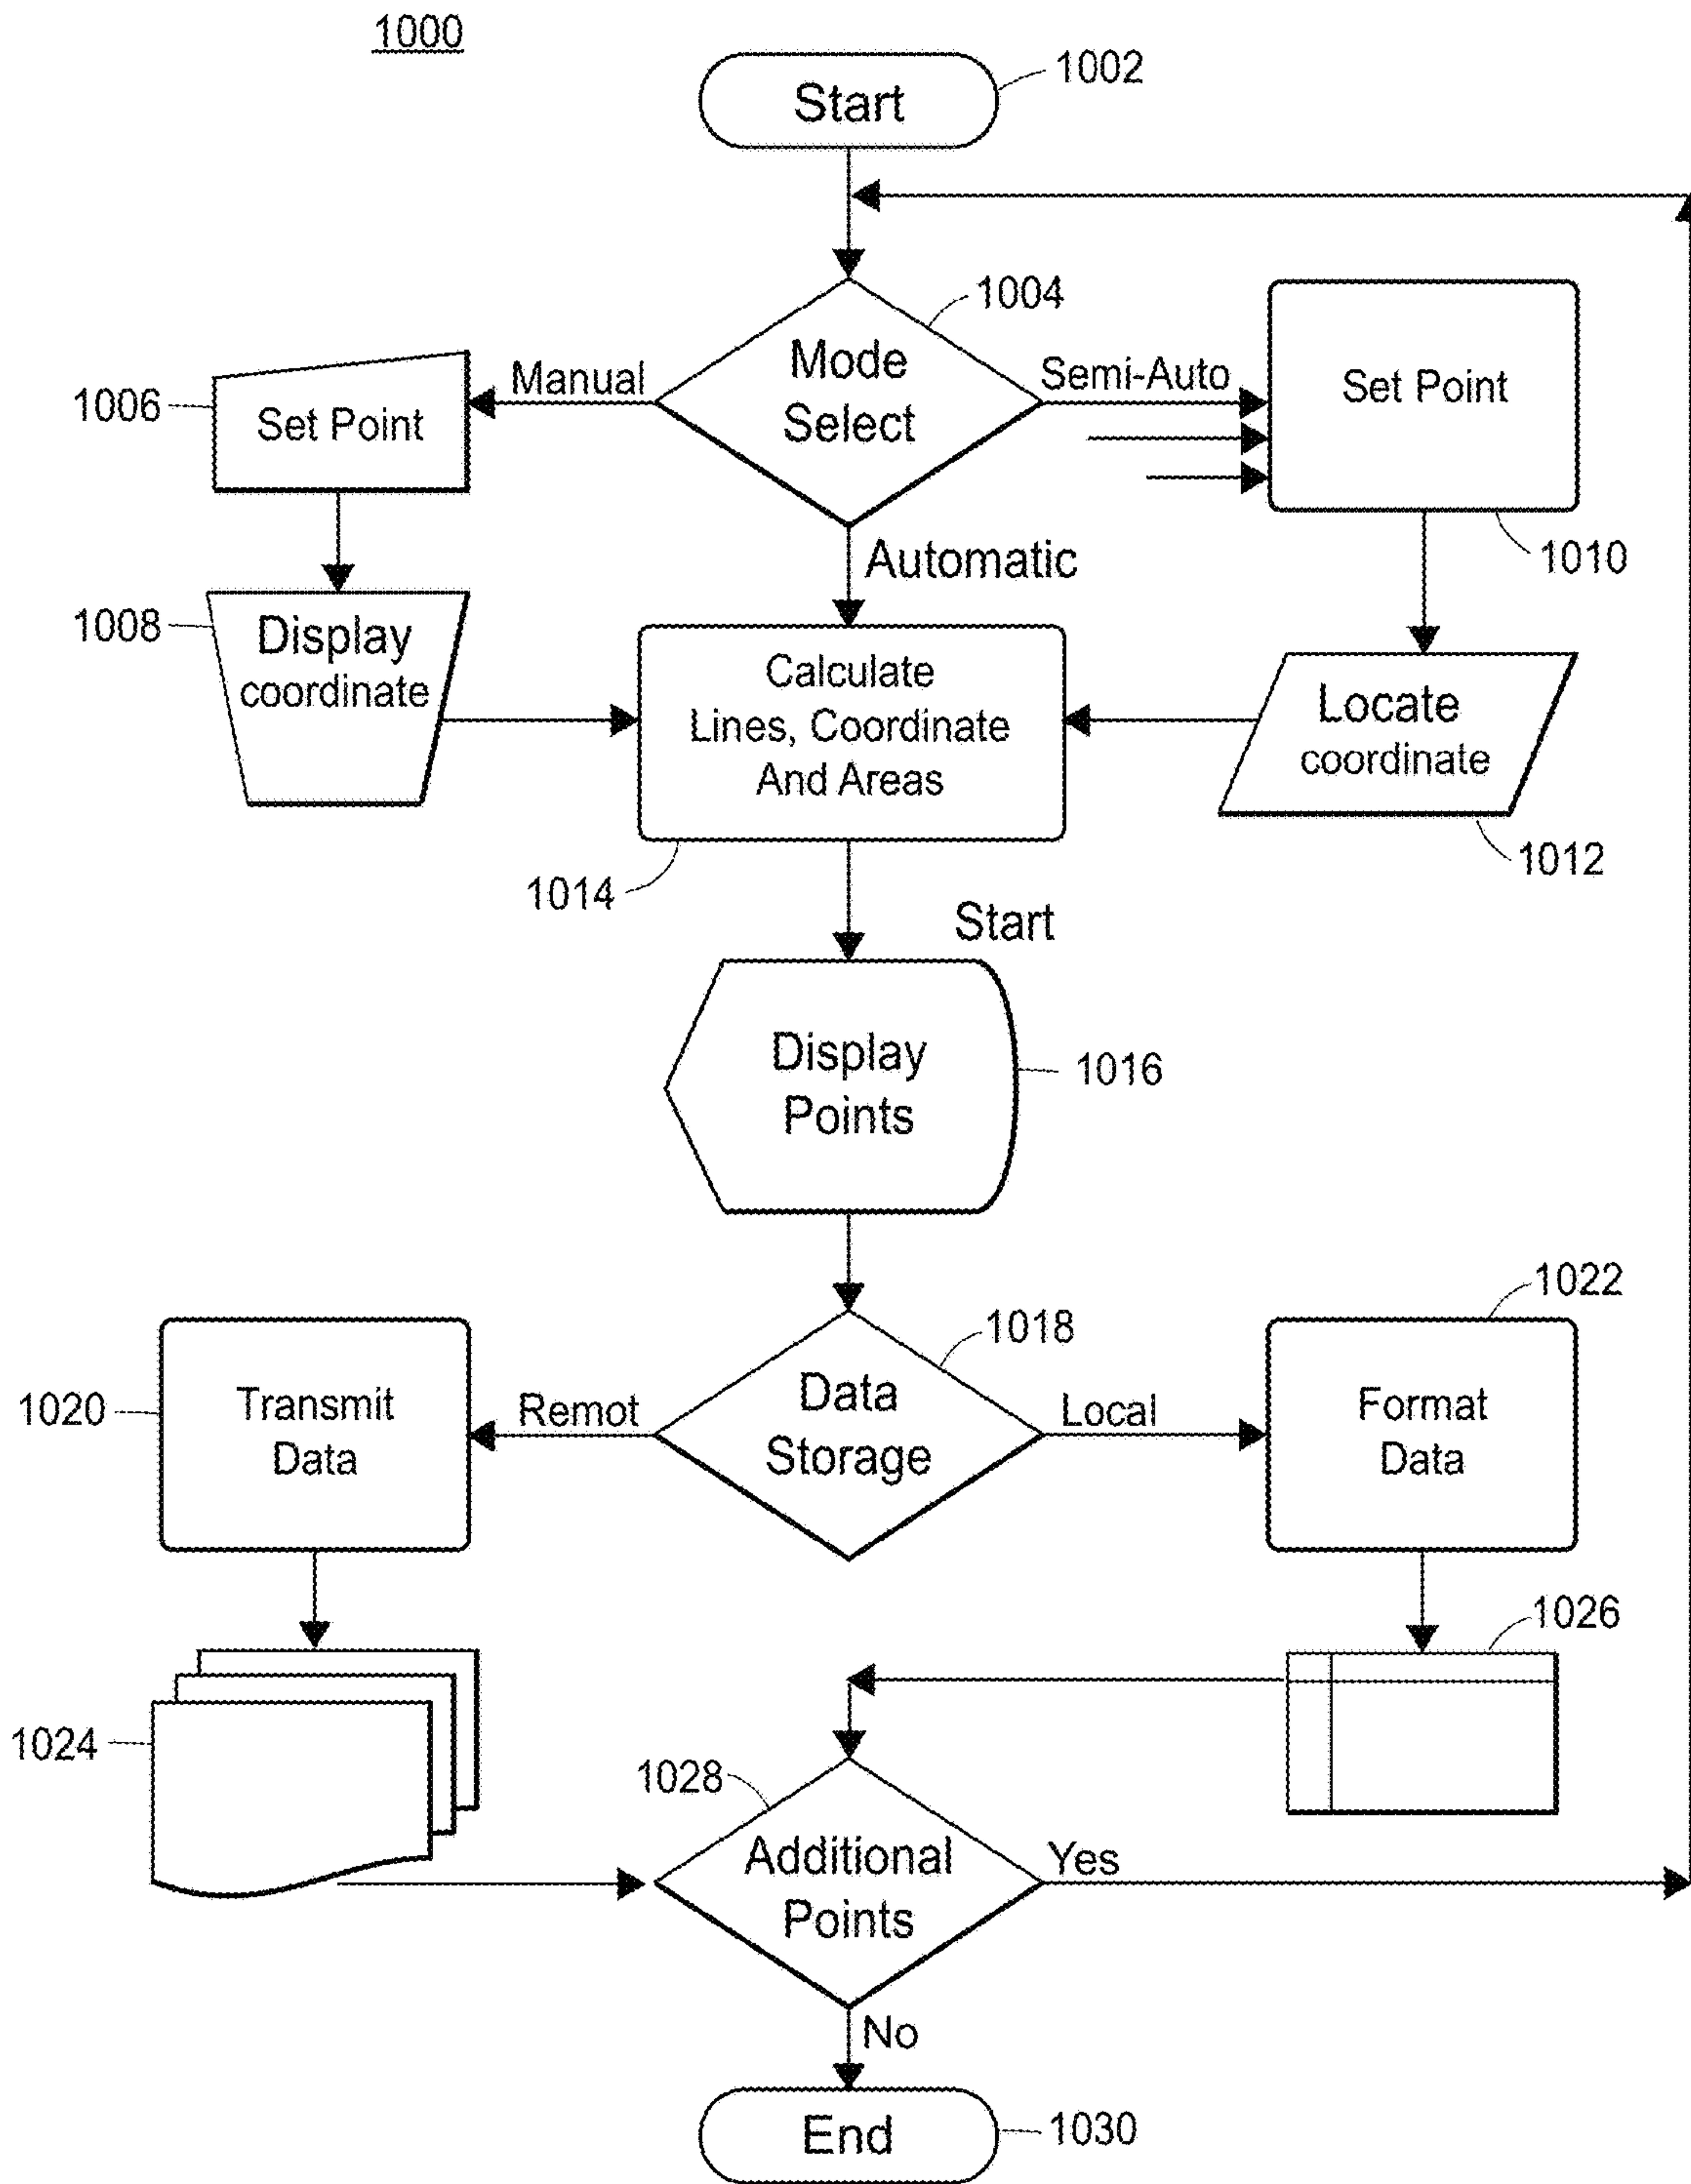 1000
Start
1002
1004
Mode
Select
Manual
Semi-Auto
Set Point
1006
Set Point
1010
Automatic
1008
Display
coordinate
Calculate
Lines, Coordinate
And Areas
Locate
coordinate
1012
1014
Start
Display
Points
1016
1018
1022
Data
Storage
Remot
Local
1020
Transmit
Data
Format
Data
1024
1026
1028
Additional
Points
Yes
No
End
1030